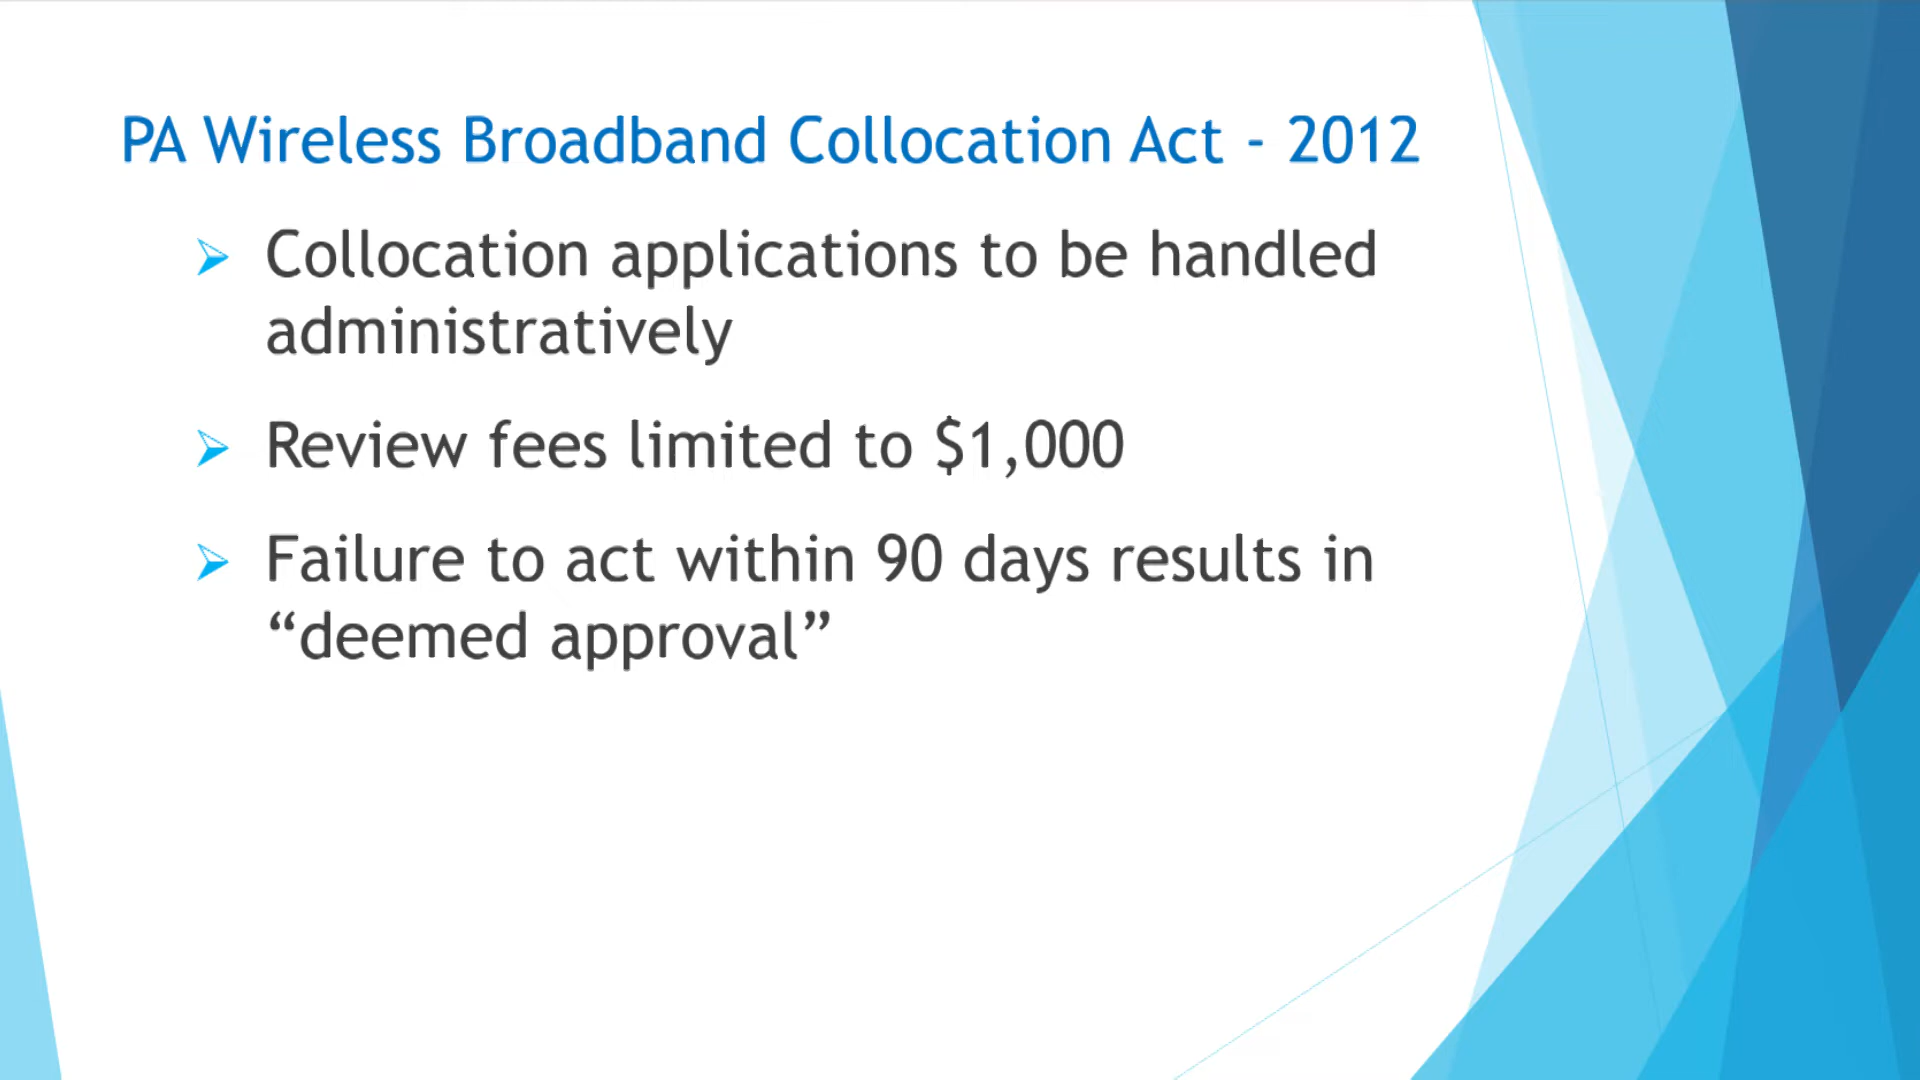 PA Wireless Broadband Collocation Act - 2012
Collocation applications to be handled
administratively
Review fees limited to $1,000
Failure to act within 90 days results in
“deemed approval”